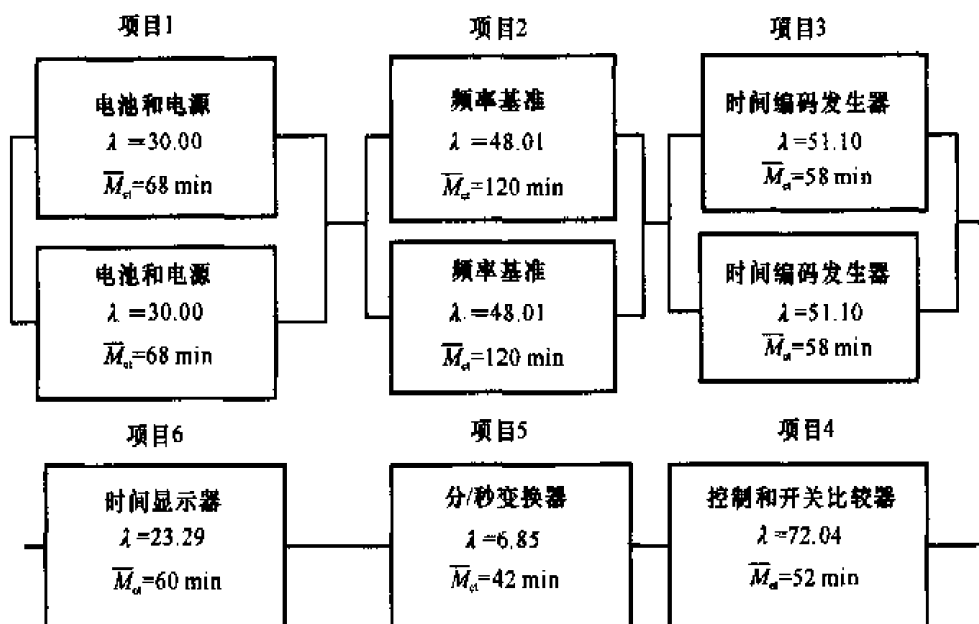 项目1
电池和电源
λ=30.00
M̅ct=68 min
电池和电源
λ=30.00
M̅ct=68 min
项目2
频率基准
λ=48.01
M̅ct=120 min
频率基准
λ=48.01
M̅ct=120 min
项目3
时间编码发生器
λ=51.10
M̅ct=58 min
时间编码发生器
λ=51.10
M̅ct=58 min
项目6
时间显示器
λ=23.29
M̅ct=60 min
项目5
分/秒变换器
λ=6.85
M̅ct=42 min
项目4
控制和开关比较器
λ=72.04
M̅ct=52 min